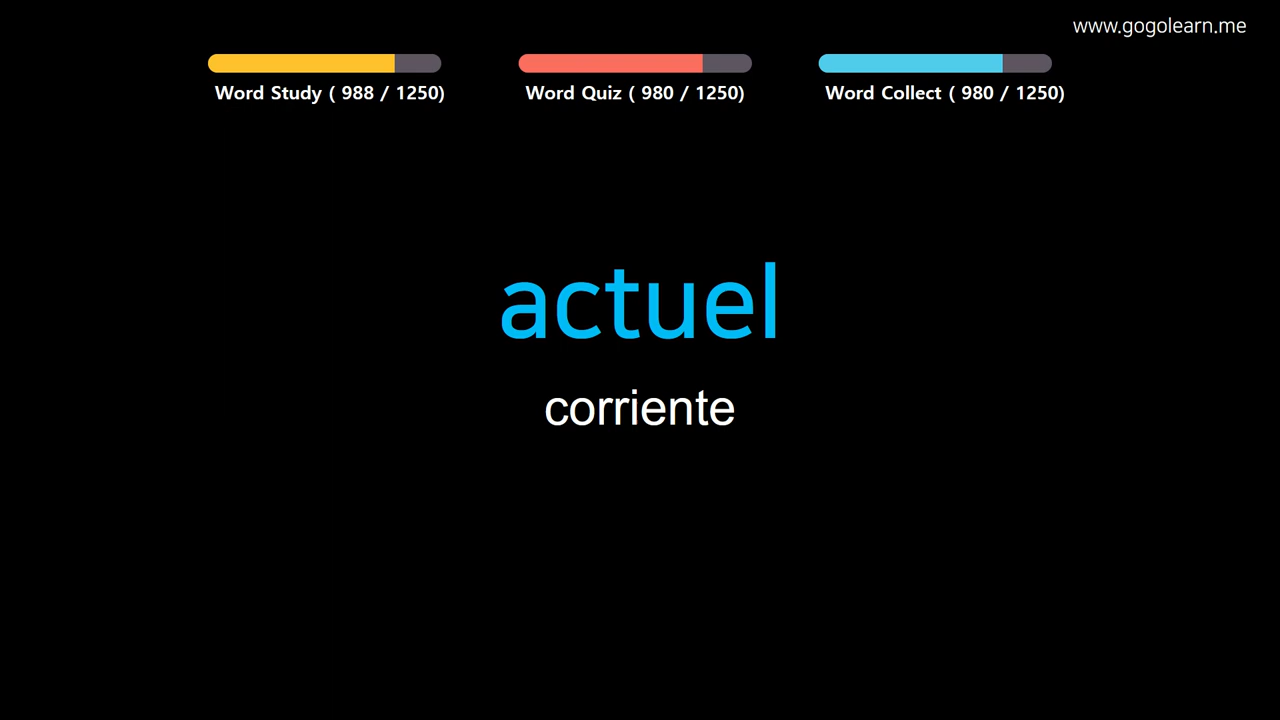 www.gogolearn.me
Word Study ( 988 / 1250)
Word Quiz ( 980 / 1250)
Word Collect ( 980 / 1250)
actuel
corriente